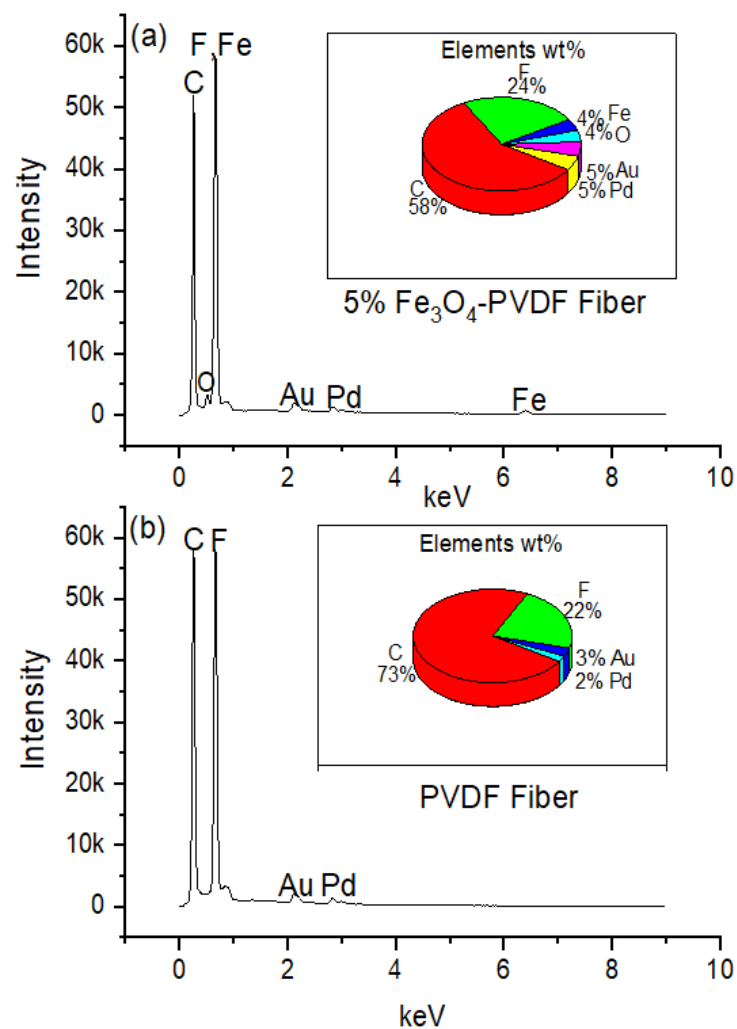 (a)
60k
50k
40k
30k
20k
10k
0
Intensity
C
F Fe
O
Au Pd
Fe
Elements wt%
F
24%
4% Fe
4% O
5% Au
5% Pd
C
58%
5% Fe₃O₄-PVDF Fiber
0 2 4 6 8 10
keV
(b)
60k
50k
40k
30k
20k
10k
0
Intensity
C F
Au Pd
Elements wt%
F
22%
3% Au
2% Pd
C
73%
PVDF Fiber
0 2 4 6 8 10
keV